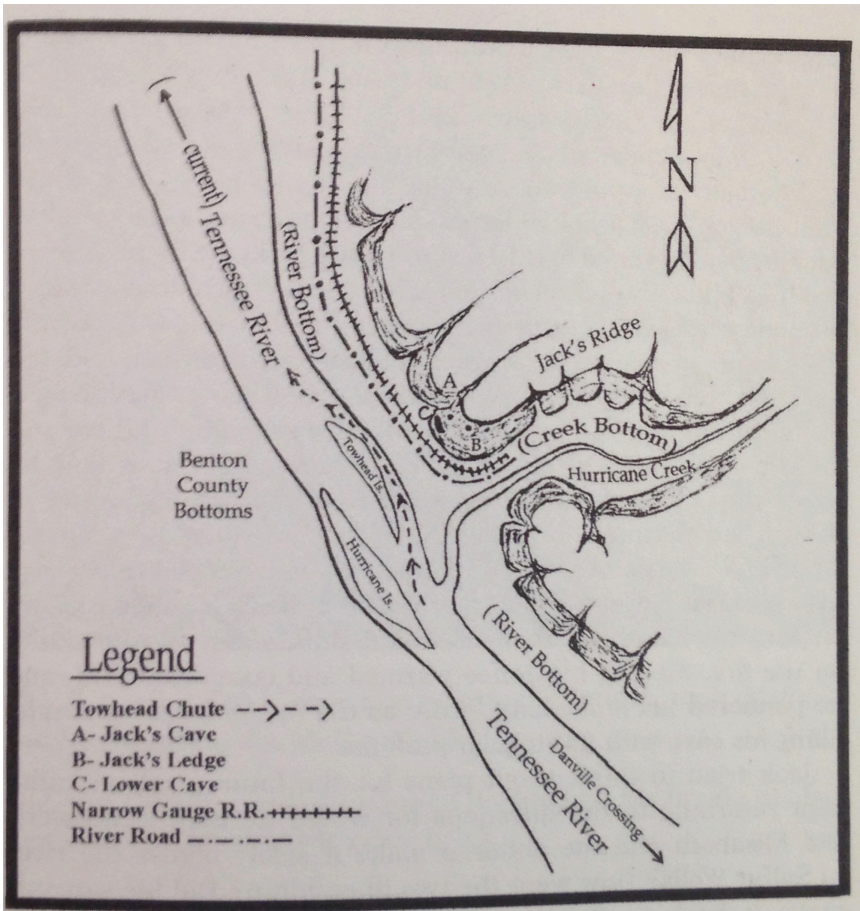 N
(current)
Tennessee River
(River Bottom)
Jack's Ridge
A
C
B
(Creek Bottom)
Hurricane Creek
Towhead Is.
Benton
County
Bottoms
Hurricane Is.
(River Bottom)
Danville Crossing
Tennessee River
Legend
Towhead Chute
A- Jack's Cave
B- Jack's Ledge
C- Lower Cave
Narrow Gauge R.R.
River Road